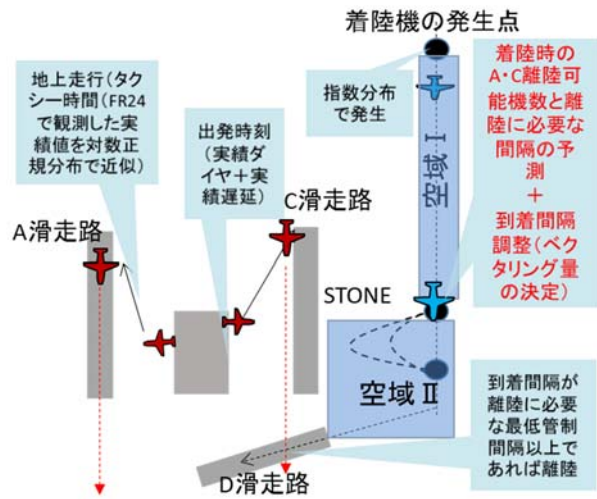 着陸機の発生点
地上走行(タク
シー時間(FR24
で観測した実
績値を対数正
規分布で近似)
出発時刻
(実績ダ
イヤ+実
績遅延)
指数分布
で発生
空域Ⅰ
着陸時の
A・C離陸可
能機数と離
陸に必要な
間隔の予
測
+
到着間隔
調整(ベク
タリング量
の決定)
A滑走路
C滑走路
STONE
空域Ⅱ
D滑走路
到着間隔が
離陸に必要
な最低管制
間隔以上で
あれば離陸